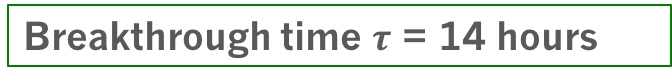 Breakthrough time τ = 14 hours